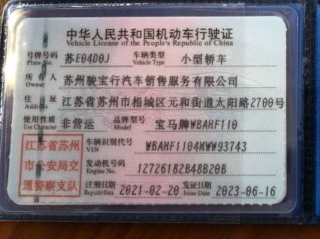 中华人民共和国机动车行驶证
Vehicle License of the People's Republic of China
号牌号码 苏E04D0J 车辆类型 小型轿车
Plate No. Vehicle Type
所有人 苏州骏宝行汽车销售服务有限公司
Owner
住址 江苏省苏州市相城区元和街道太阳路2700号
Address
使用性质 非营运 品牌型号 宝马牌WBAHF110
Use Character Model
江苏省苏州市公安局交通警察支队
车辆识别代号
VIN
发动机号码 12726182B48B20B
Engine No.
注册日期 2021-02-20 发证日期 2023-06-16
Register Date Issue Date